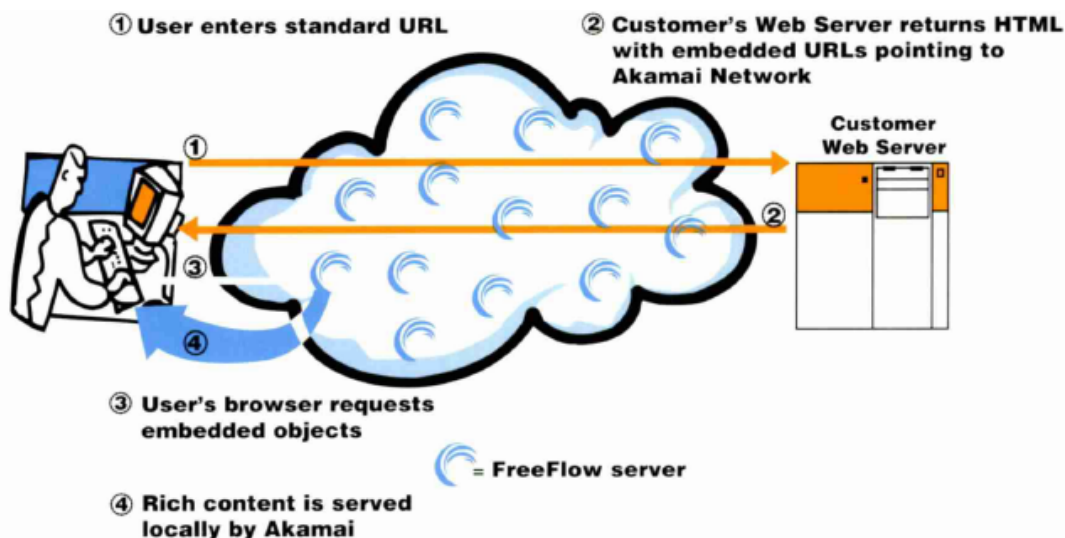 ① User enters standard URL
② Customer's Web Server returns HTML
with embedded URLs pointing to
Akamai Network
Customer
Web Server
①
②
③
④
③ User's browser requests
embedded objects
= FreeFlow server
④ Rich content is served
locally by Akamai